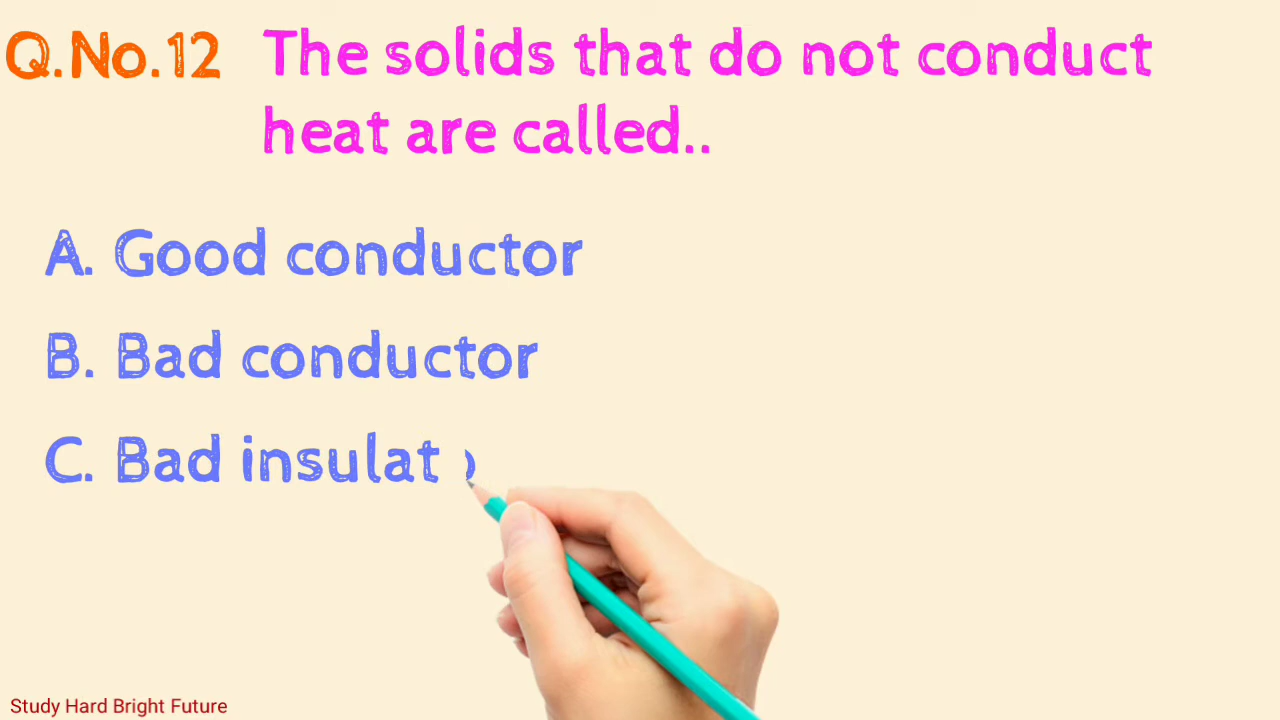 Q.No.12 The solids that do not conduct
heat are called..
A. Good conductor
B. Bad conductor
C. Bad insulat
Study Hard Bright Future